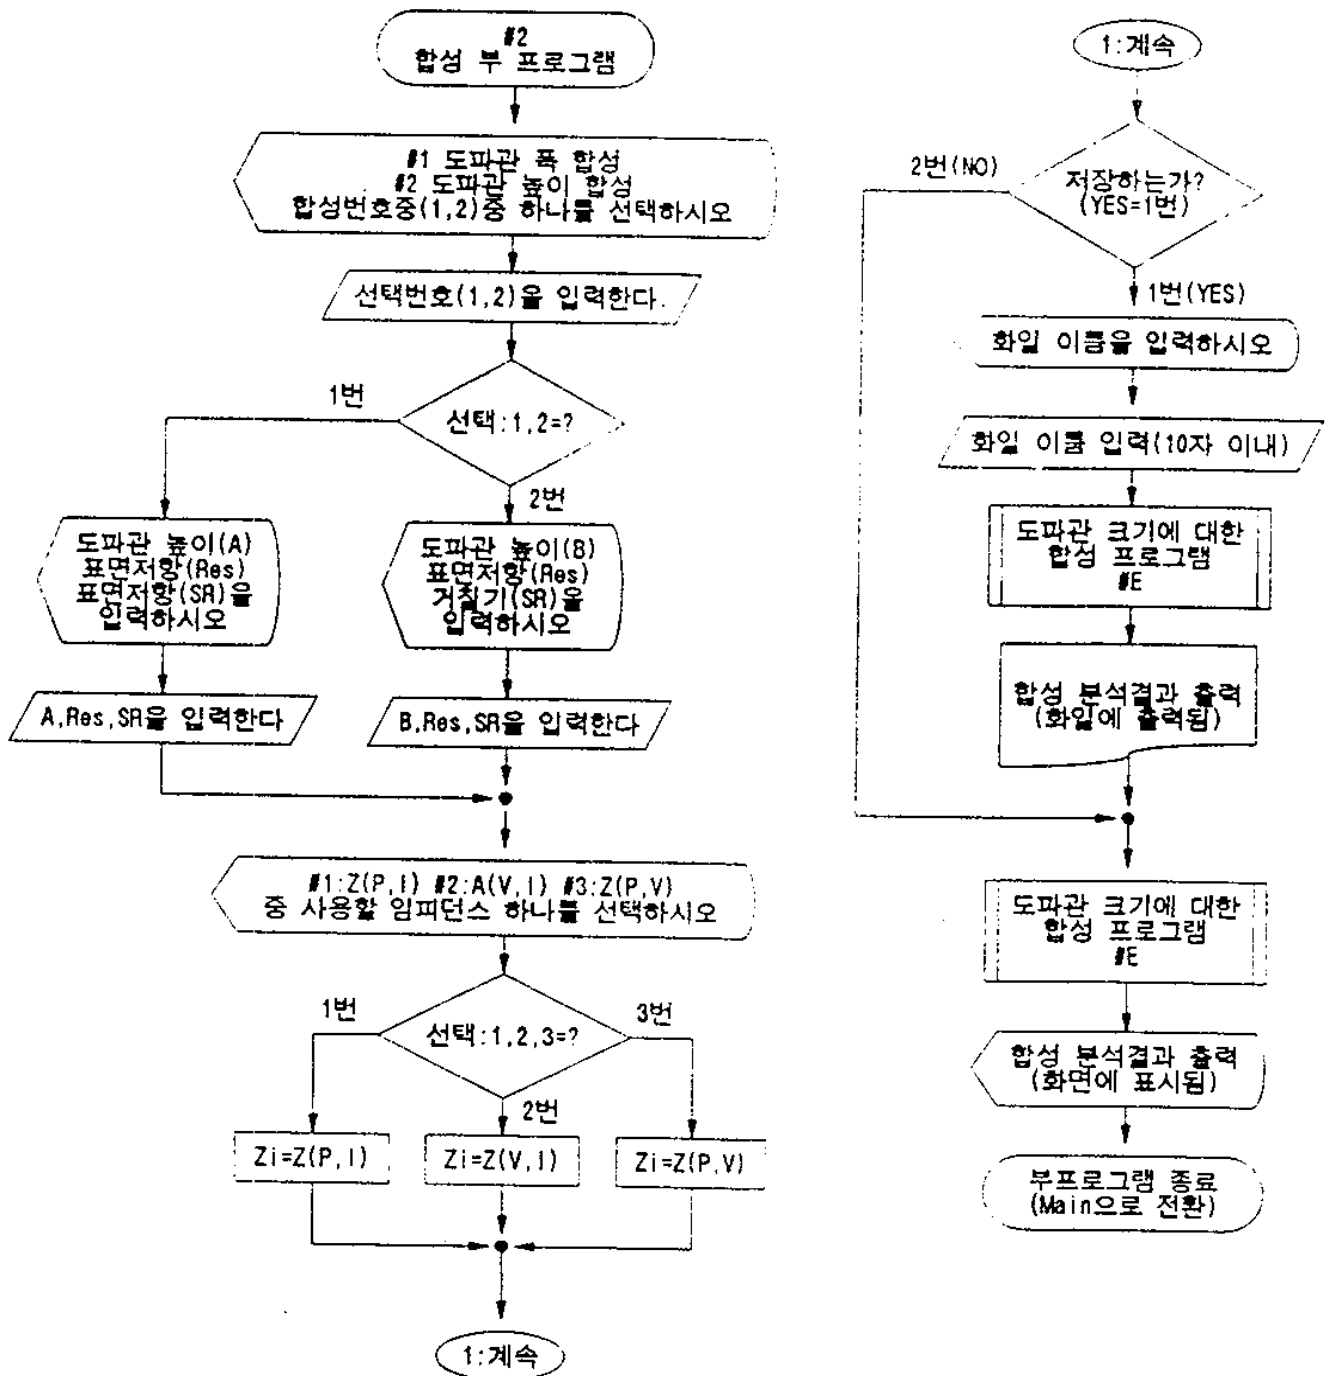 #2
합성 부 프로그램
#1 도파관 폭 합성
#2 도파관 높이 합성
합성번호중(1,2)중 하나를 선택하시오
선택번호(1,2)을 입력한다.
선택:1,2=?
1번
2번
도파관 높이(A)
표면저항(Res)
표면저항(SR)을
입력하시오
도파관 높이(B)
표면저항(Res)
거칠기(SR)을
입력하시오
A,Res,SR을 입력한다
B,Res,SR을 입력한다
#1:Z(P,I) #2:A(V,I) #3:Z(P,V)
중 사용할 임피던스 하나를 선택하시오
1번
선택:1,2,3=?
3번
2번
Zi=Z(P,I)
Zi=Z(V,I)
Zi=Z(P,V)
1:계속
1:계속
2번(NO)
저장하는가?
(YES=1번)
1번(YES)
화일 이름을 입력하시오
화일 이름 입력(10자 이내)
도파관 크기에 대한
합성 프로그램
#E
합성 분석결과 출력
(화일에 출력됨)
도파관 크기에 대한
합성 프로그램
#E
합성 분석결과 출력
(화면에 표시됨)
부프로그램 종료
(Main으로 전환)